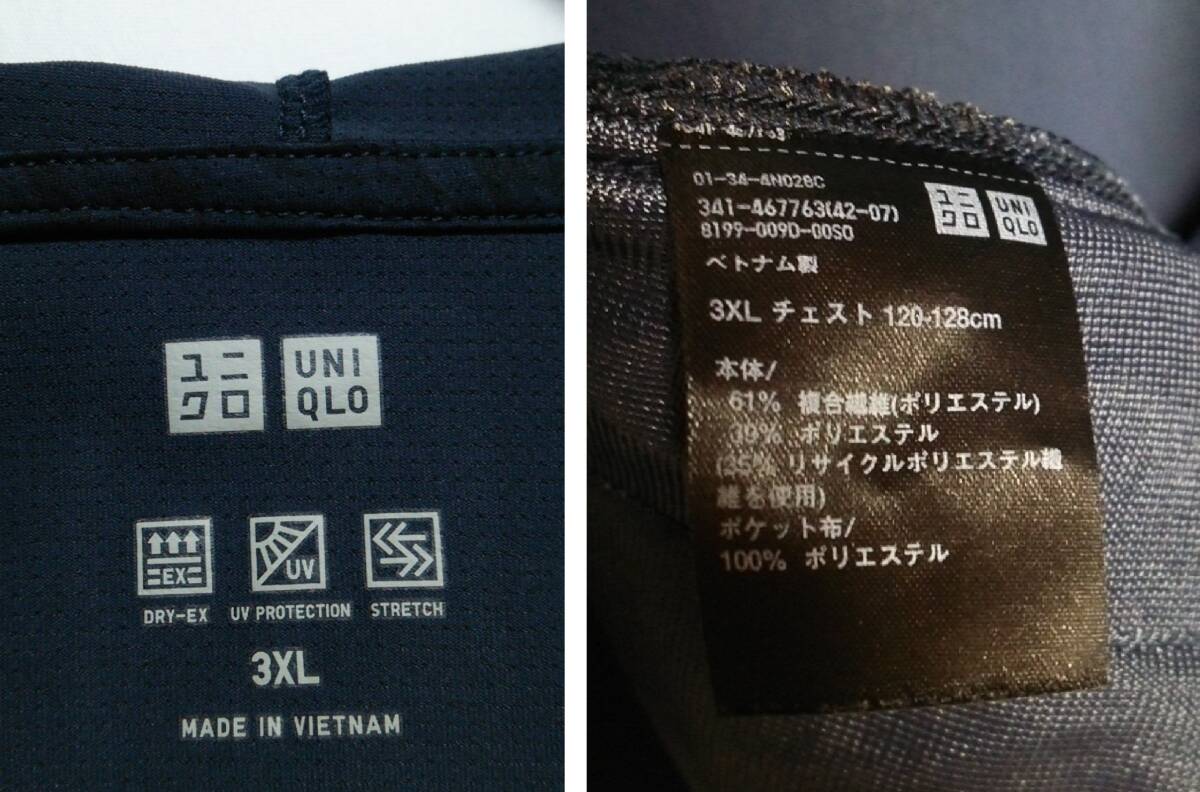 ユニ
クロ
UNI
QLO
EX
UV
DRY-EX
UV PROTECTION
STRETCH
3XL
MADE IN VIETNAM
01-34-4N028C
341-467763(42-07)
8199-009D-00SO
ユニ
クロ
UNI
QLO
ベトナム製
3XL チェスト 120-128cm
本体/
61% 複合繊維(ポリエステル)
39% ポリエステル
(35% リサイクルポリエステル繊
維を使用)
ポケット布/
100% ポリエステル